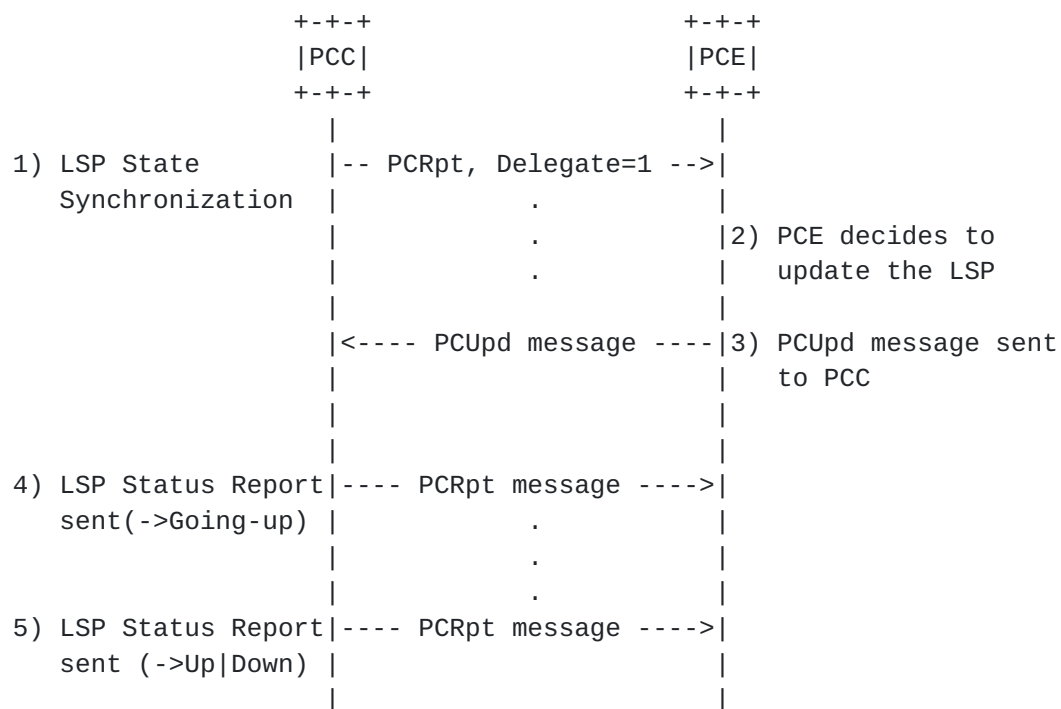 +-+-+                    +-+-+
|PCC|                    |PCE|
+-+-+                    +-+-+
|                        |
1) LSP State        |-- PCRpt, Delegate=1 -->|
Synchronization  |            .           |
|            .           |2) PCE decides to
|            .           |   update the LSP
|                        |
|<---- PCUpd message ----|3) PCUpd message sent
|                        |   to PCC
|                        |
|                        |
4) LSP Status Report|---- PCRpt message ---->|
sent(->Going-up) |            .           |
|            .           |
|            .           |
5) LSP Status Report|---- PCRpt message ---->|
sent (->Up|Down) |                        |
|                        |